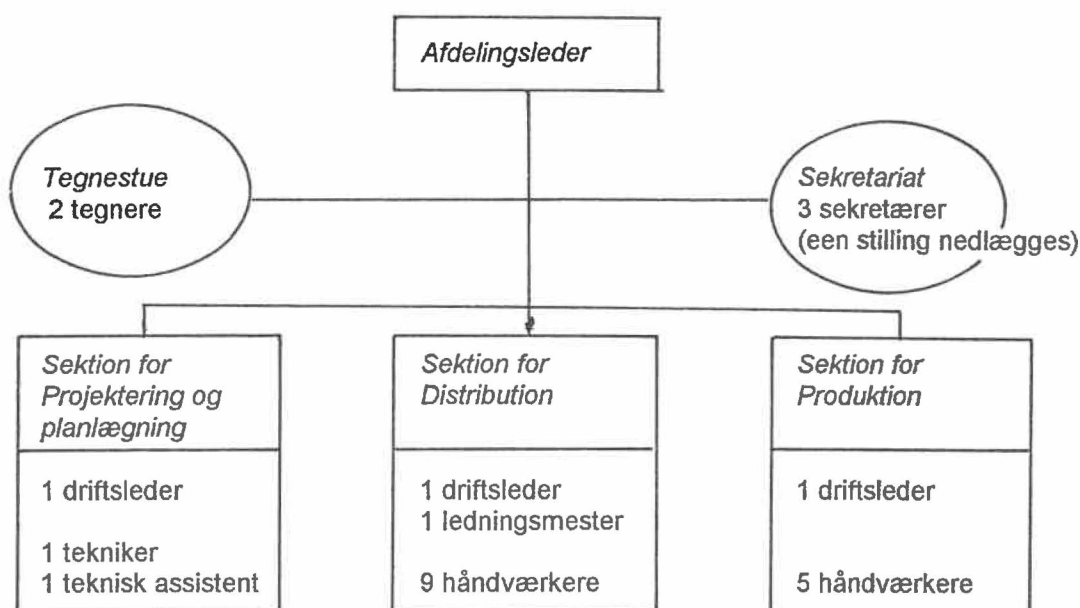 Afdelingsleder
Tegnestue
2 tegnere
Sekretariat
3 sekretærer
(een stilling nedlægges)
Sektion for
Projektering og
planlægning
1 driftsleder
1 tekniker
1 teknisk assistent
Sektion for
Distribution
1 driftsleder
1 ledningsmester
9 håndværkere
Sektion for
Produktion
1 driftsleder
5 håndværkere